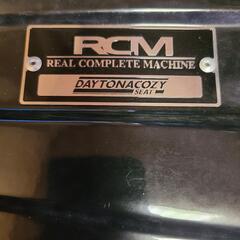 RCM
REAL COMPLETE MACHINE
DAYTONACOZY
SEAT